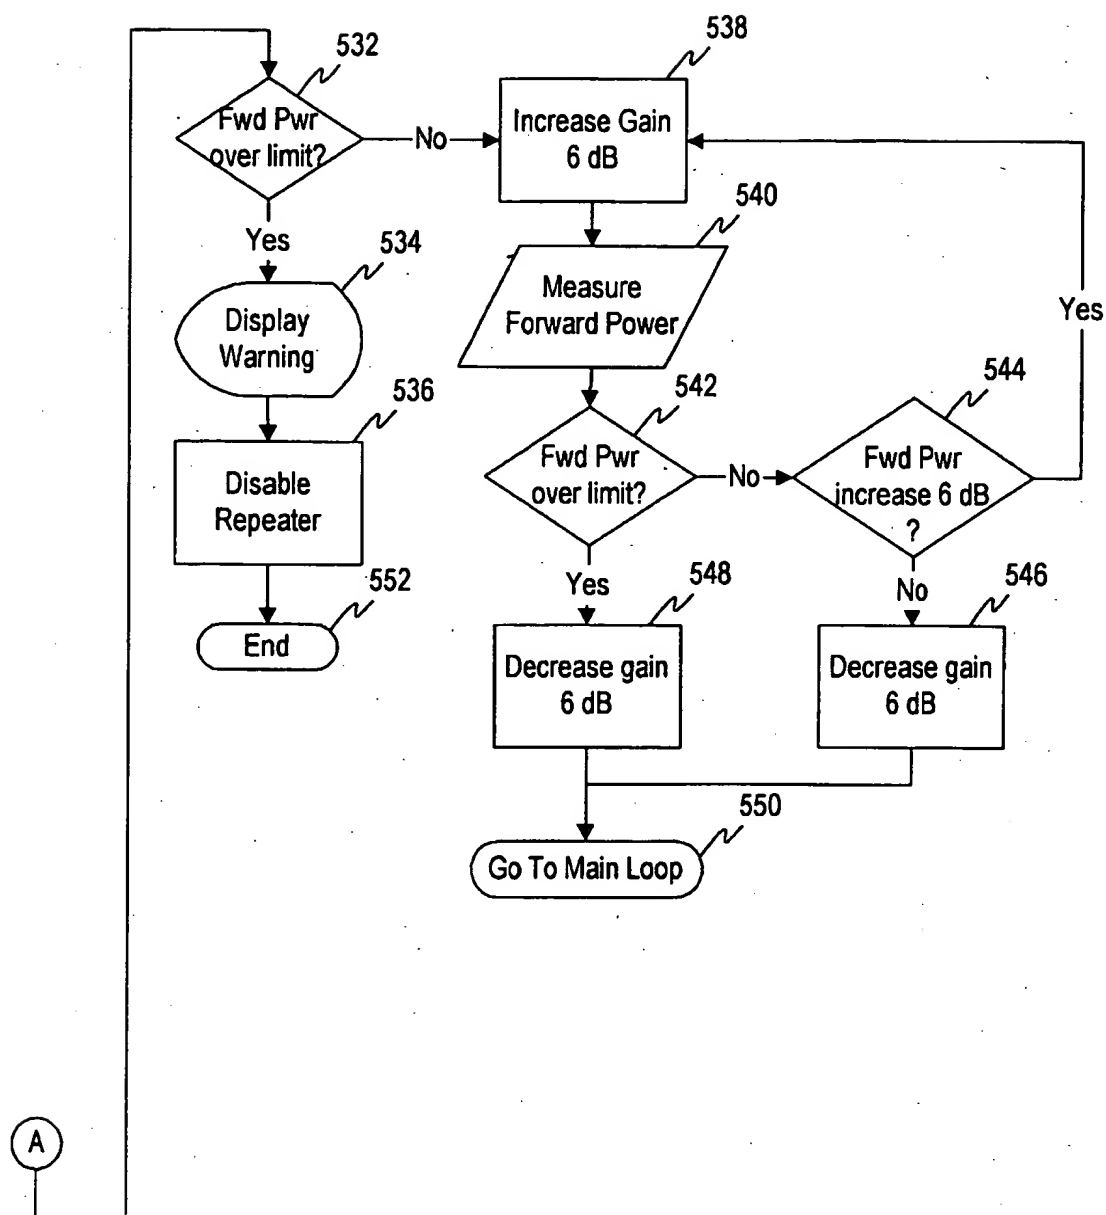 532
Fwd Pwr
over limit?
No
Yes
534
Display
Warning
536
Disable
Repeater
552
End
538
Increase Gain
6 dB
540
Measure
Forward Power
542
Fwd Pwr
over limit?
No
544
Fwd Pwr
increase 6 dB
?
Yes
Yes
548
Decrease gain
6 dB
No
546
Decrease gain
6 dB
550
Go To Main Loop
A